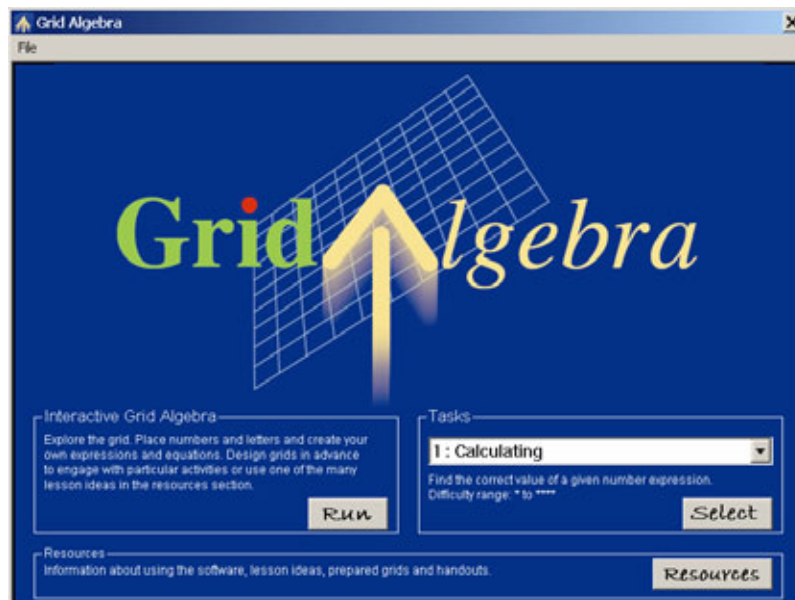 Grid Algebra
File
Grid Algebra
Interactive Grid Algebra
Explore the grid. Place numbers and letters and create your
own expressions and equations. Design grids in advance
to engage with particular activities or use one of the many
lesson ideas in the resources section.
Run
Tasks
1 : Calculating
Find the correct value of a given number expression.
Difficulty range: * to ****
Select
Resources
Information about using the software, lesson ideas, prepared grids and handouts.
Resources